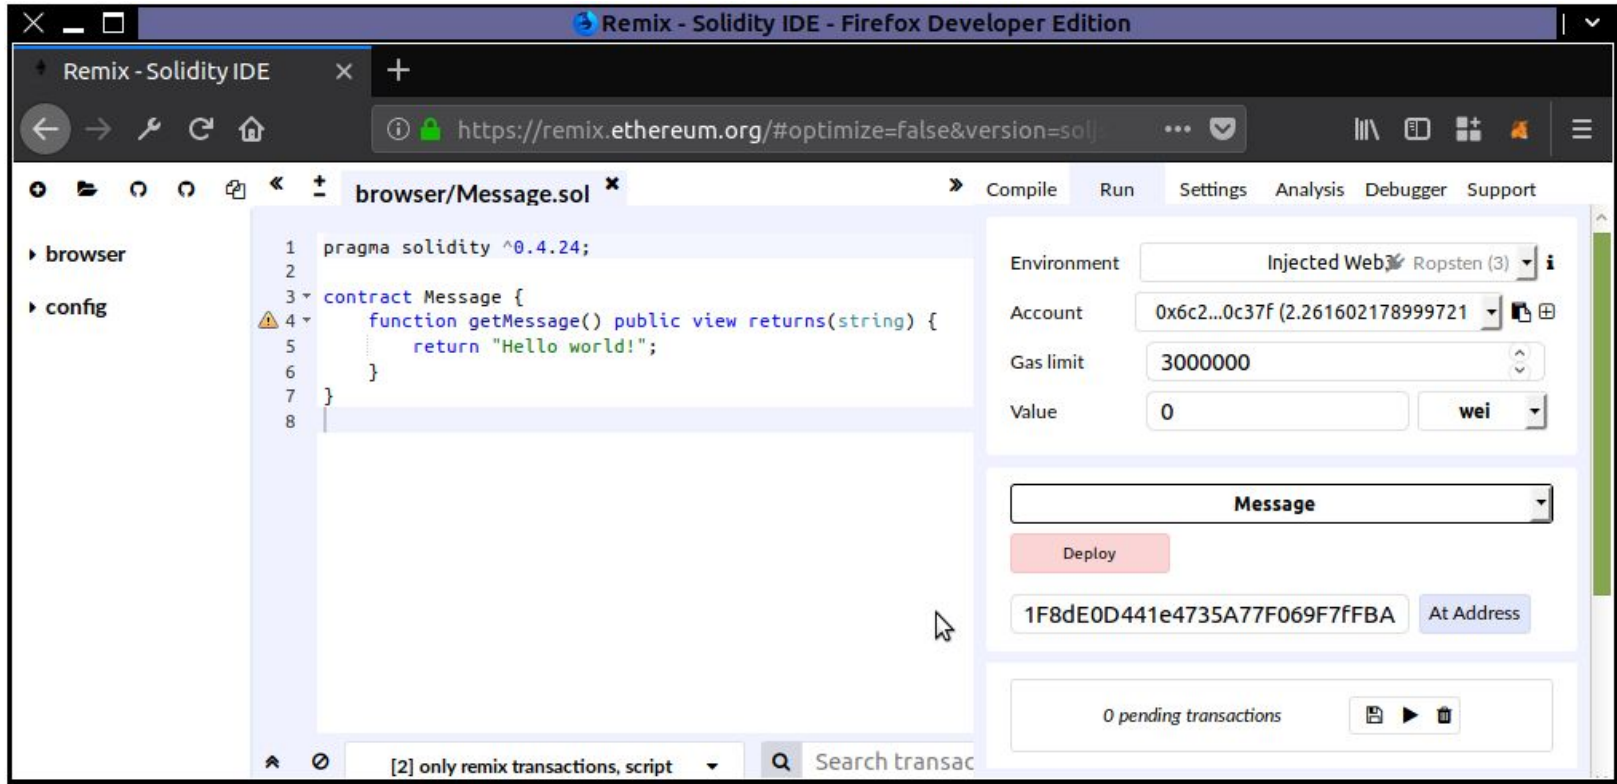 Remix - Solidity IDE - Firefox Developer Edition
Remix - Solidity IDE
https://remix.ethereum.org/#optimize=false&version=solj
browser/Message.sol
Compile Run Settings Analysis Debugger Support
browser
config
1 pragma solidity ^0.4.24;
2
3 contract Message {
4 function getMessage() public view returns(string) {
5 return "Hello world!";
6 }
7 }
8
Environment Injected Web3 Ropsten (3)
Account 0x6c2...0c37f (2.261602178999721
Gas limit 3000000
Value 0 wei
Message
Deploy
1F8dE0D441e4735A77F069F7fFBA At Address
0 pending transactions
[2] only remix transactions, script
Search transac